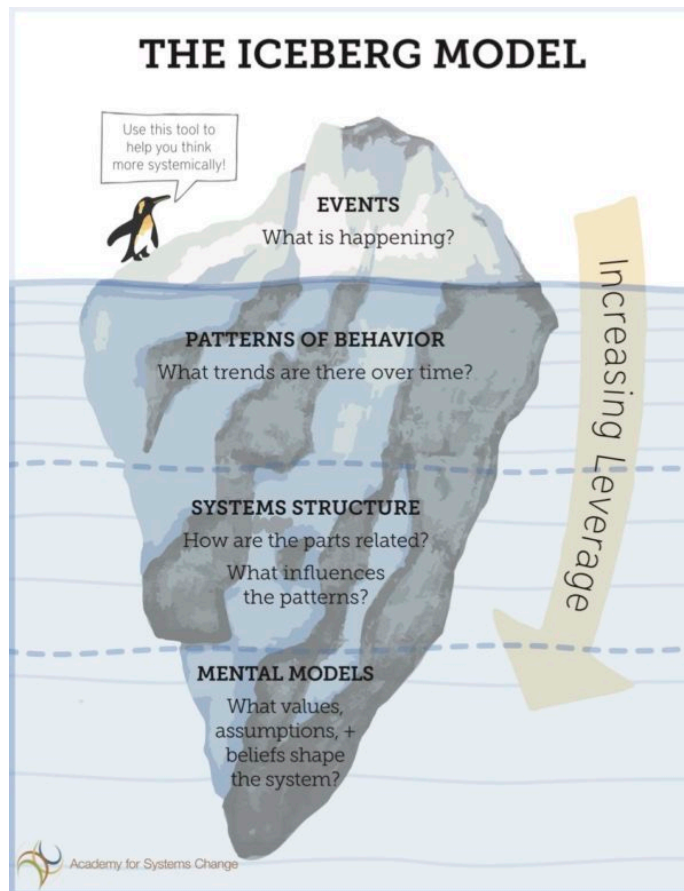 THE ICEBERG MODEL
Use this tool to
help you think
more systemically!
EVENTS
What is happening?
PATTERNS OF BEHAVIOR
What trends are there over time?
SYSTEMS STRUCTURE
How are the parts related?
What influences
the patterns?
MENTAL MODELS
What values,
assumptions, +
beliefs shape
the system?
Increasing Leverage
Academy for Systems Change